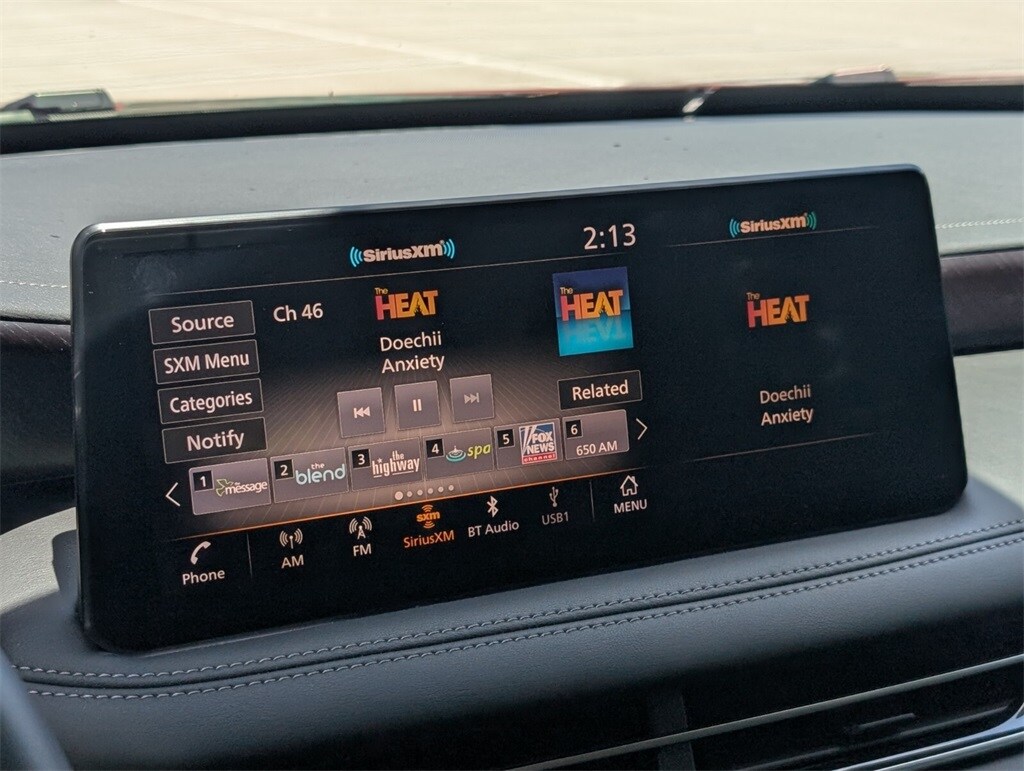 SiriusXM
2:13
SiriusXM
Source
Ch 46
The HEAT
The HEAT
The HEAT
SXM Menu
Doechii
Anxiety
Categories
Related
Doechii
Anxiety
Notify
1 message
2 the blend
3 the highway
4 spa
5 FOX NEWS channel
6 650 AM
Phone
AM
FM
sxm
SiriusXM
BT Audio
USB1
MENU